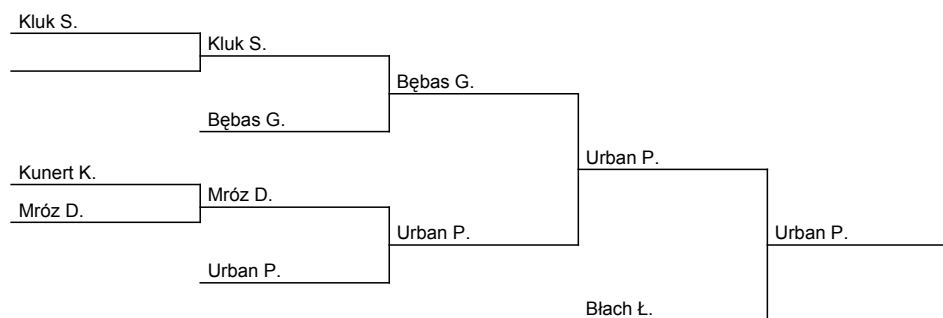 Kluk S.
Kluk S.
Bębas G.
Bębas G.
Urban P.
Kunert K.
Mróz D.
Mróz D.
Urban P.
Urban P.
Urban P.
Błach Ł.